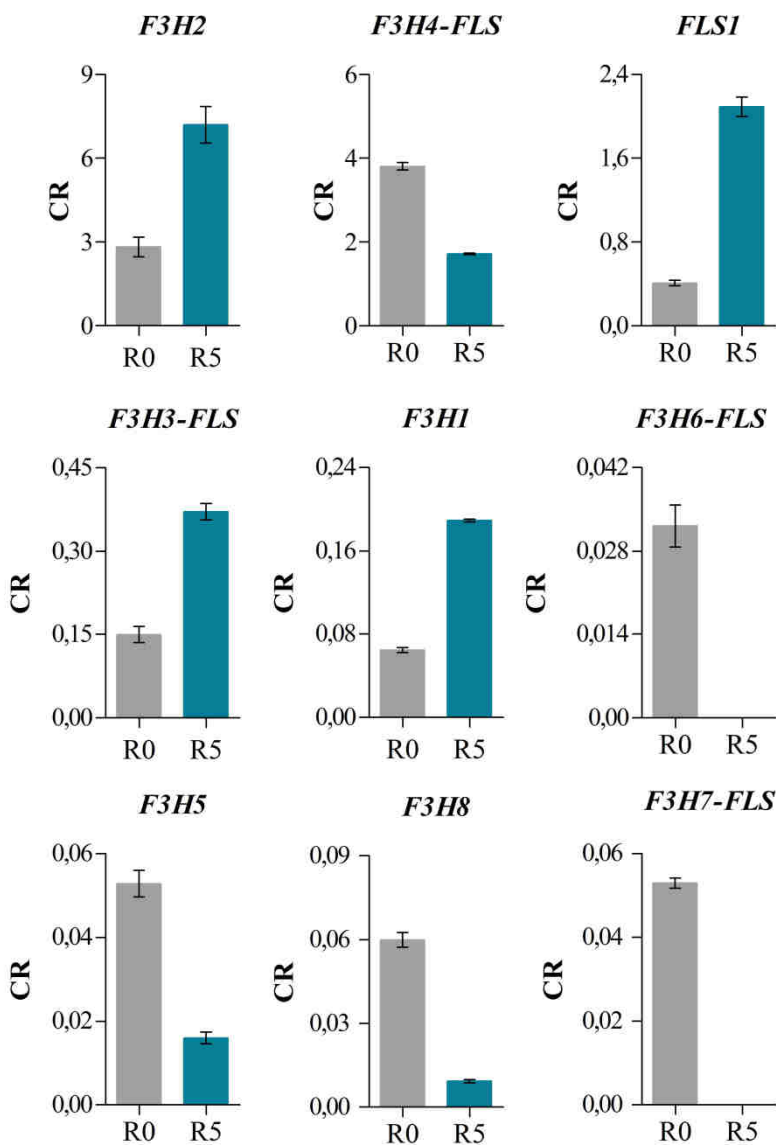 F3H2
F3H4-FLS
FLS1
CR
9
6
3
0
R0
R5
CR
6
4
2
0
R0
R5
CR
2,4
1,6
0,8
0,0
R0
R5
F3H3-FLS
F3H1
F3H6-FLS
CR
0,45
0,30
0,15
0,00
R0
R5
CR
0,24
0,16
0,08
0,00
R0
R5
CR
0,042
0,028
0,014
0,00
R0
R5
F3H5
F3H8
F3H7-FLS
CR
0,06
0,04
0,02
0,00
R0
R5
CR
0,09
0,06
0,03
0,00
R0
R5
CR
0,06
0,04
0,02
0,00
R0
R5